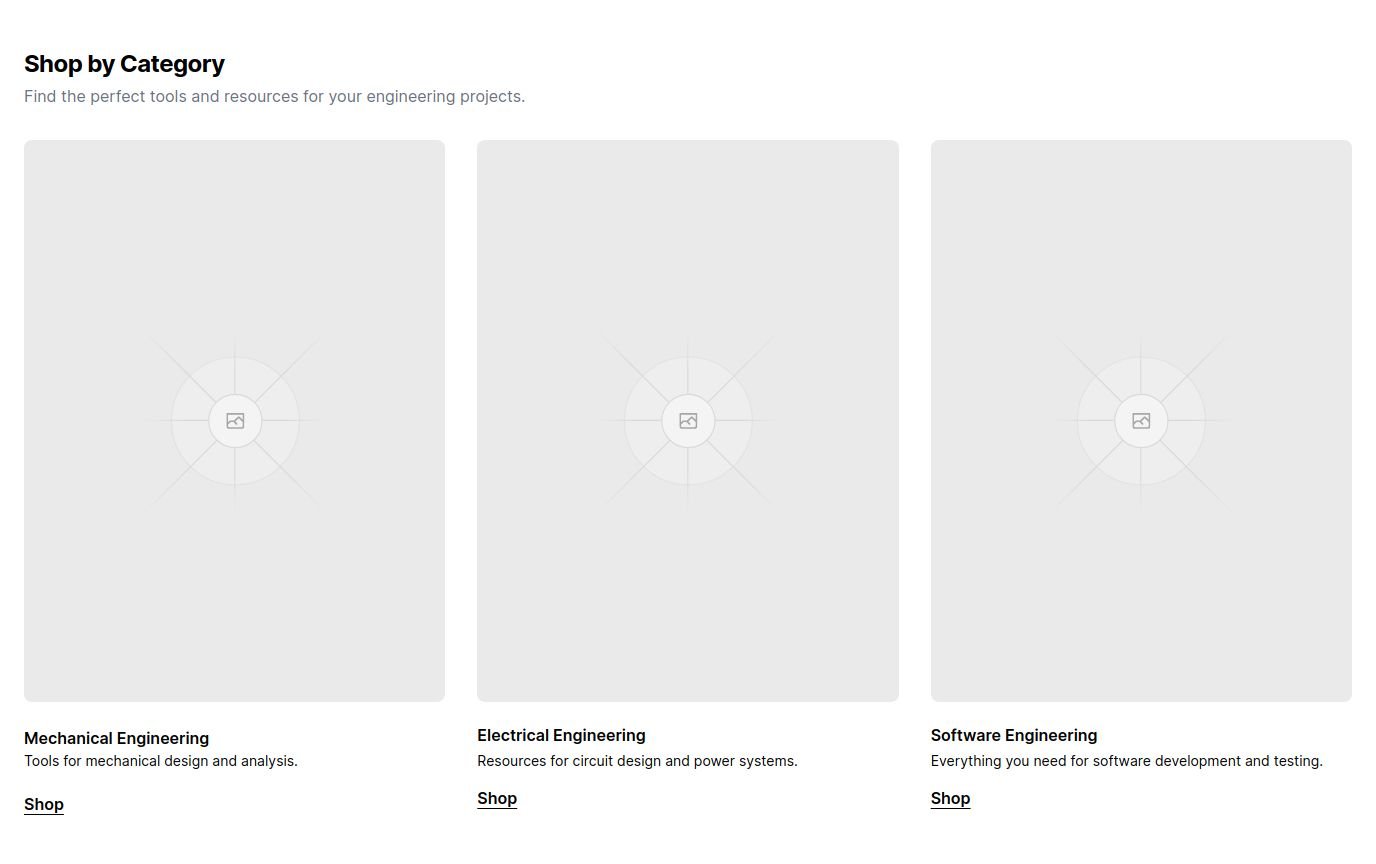 Shop by Category
Find the perfect tools and resources for your engineering projects.
Mechanical Engineering
Tools for mechanical design and analysis.
Shop
Electrical Engineering
Resources for circuit design and power systems.
Shop
Software Engineering
Everything you need for software development and testing.
Shop